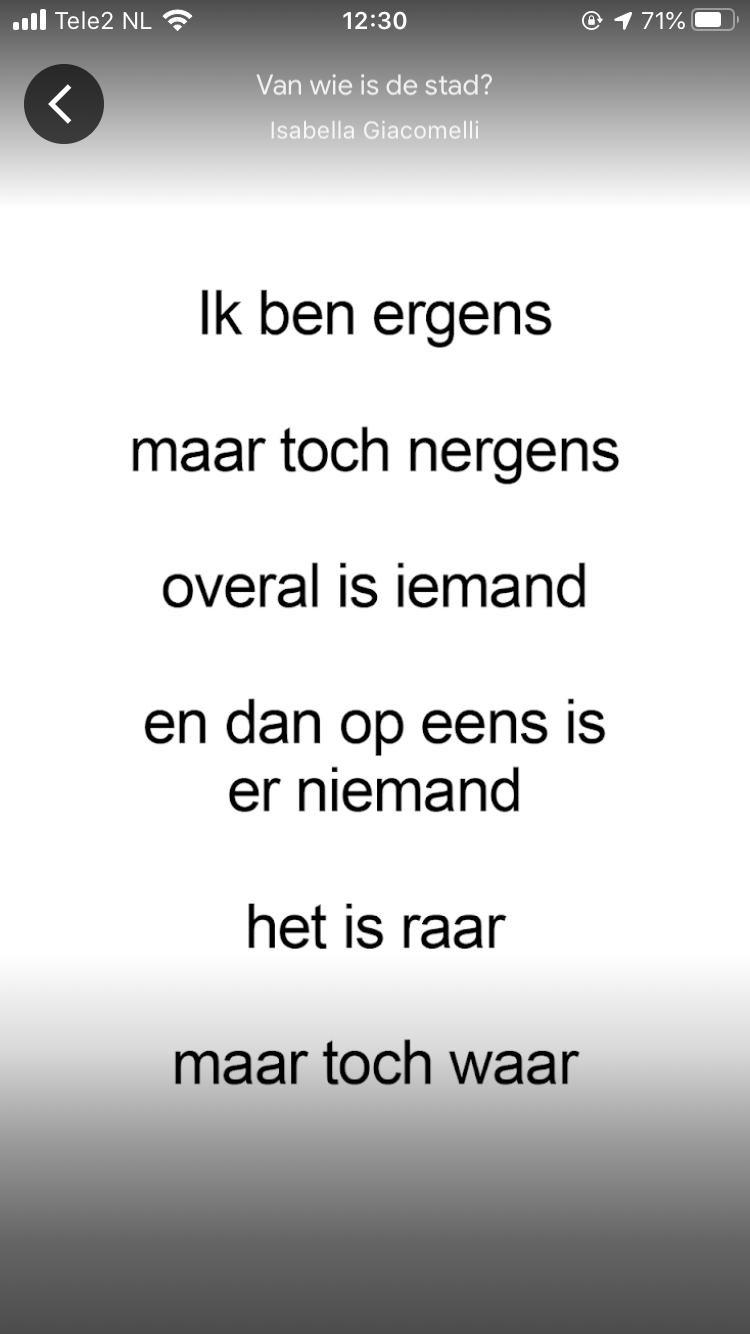 Tele2 NL 12:30 71%
Van wie is de stad?
Isabella Giacomelli
Ik ben ergens
maar toch nergens
overal is iemand
en dan op eens is
er niemand
het is raar
maar toch waar